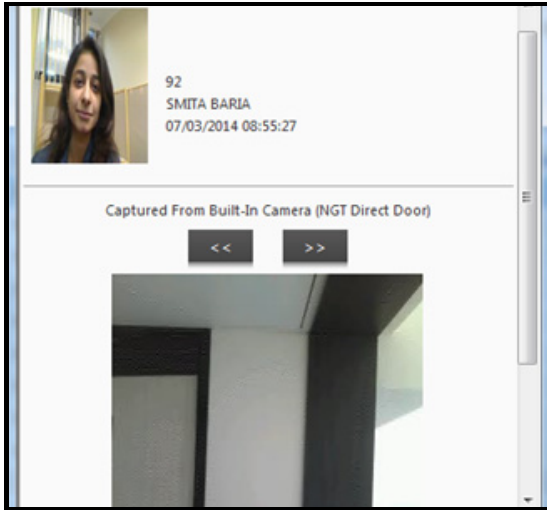 92
SMITA BARIA
07/03/2014 08:55:27
Captured From Built-In Camera (NGT Direct Door)
<< >>